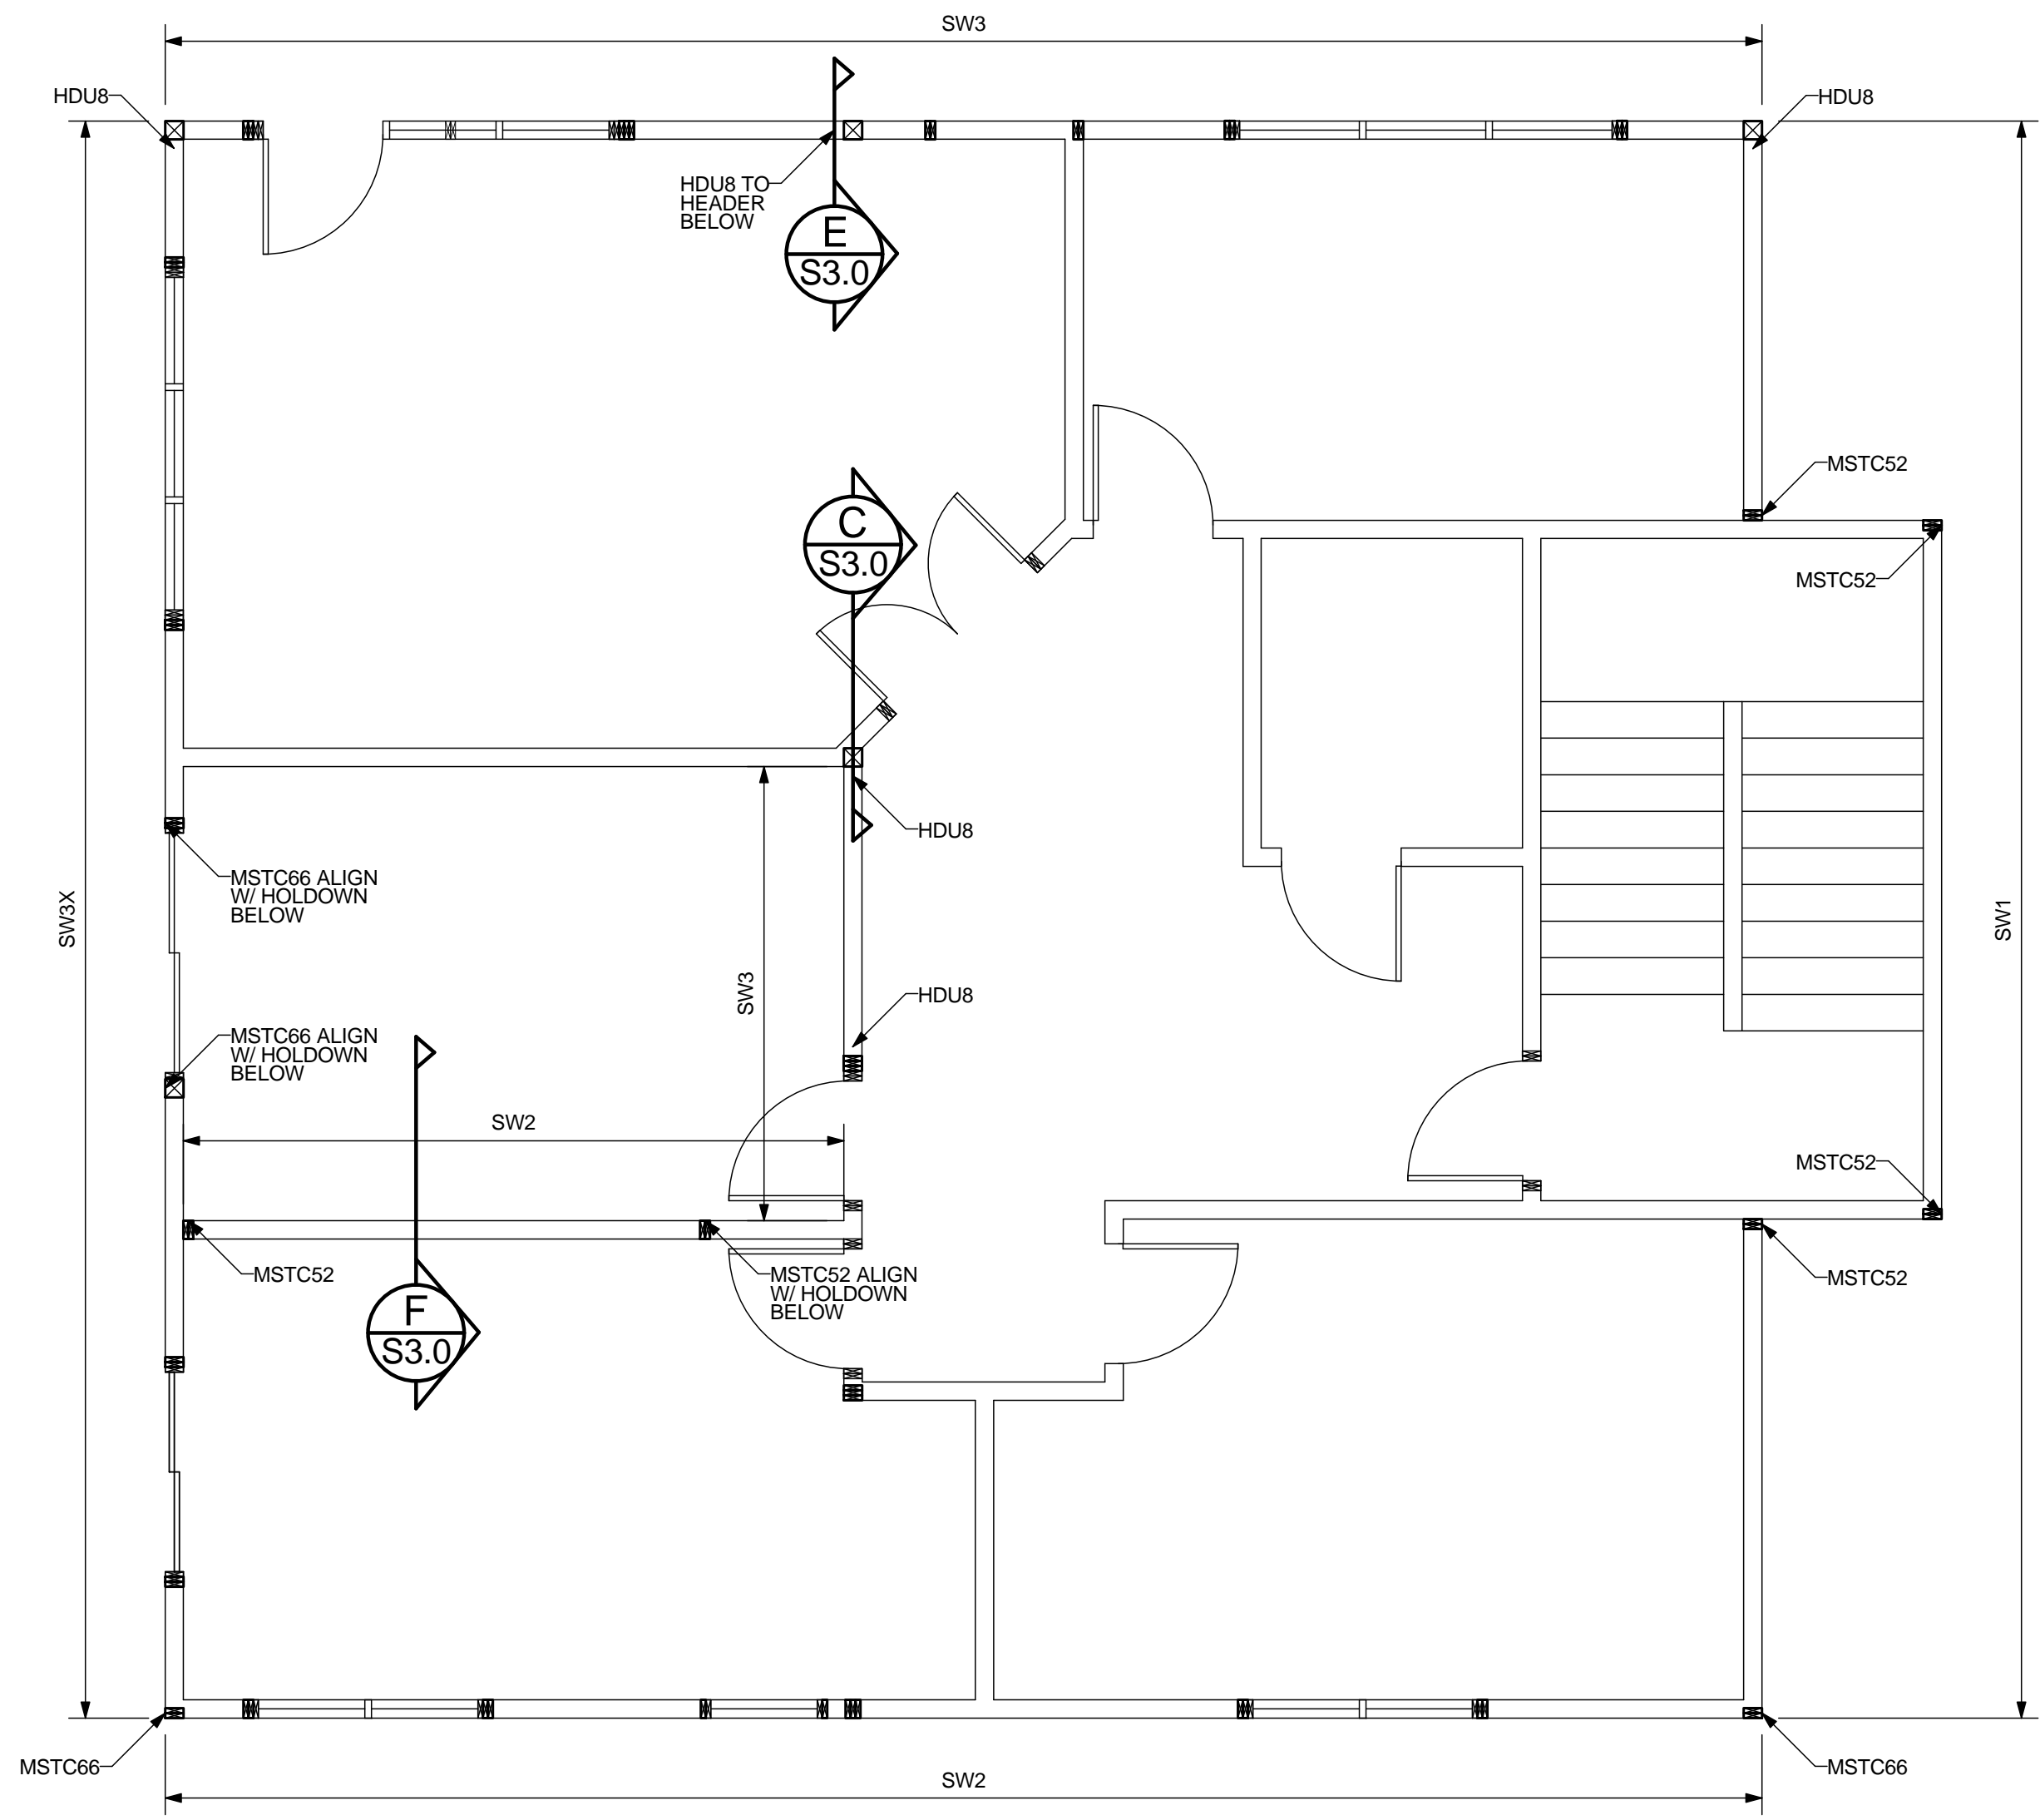 SW3
HDU8
HDU8
HDU8 TO
HEADER
BELOW
E
S3.0
MSTC52
C
S3.0
MSTC52
HDU8
MSTC66 ALIGN
W/ HOLDOWN
BELOW
SW3X
SW1
SW3
HDU8
MSTC66 ALIGN
W/ HOLDOWN
BELOW
SW2
MSTC52
MSTC52
MSTC52 ALIGN
W/ HOLDOWN
BELOW
MSTC52
F
S3.0
MSTC66
SW2
MSTC66